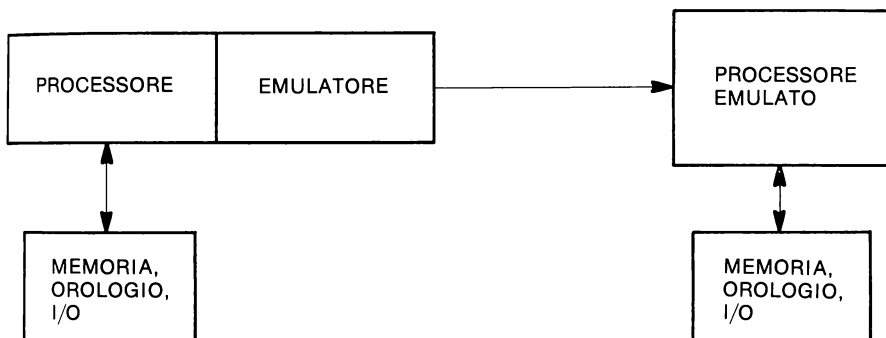 PROCESSORE
EMULATORE
PROCESSORE
EMULATO
MEMORIA,
OROLOGIO,
I/O
MEMORIA,
OROLOGIO,
I/O